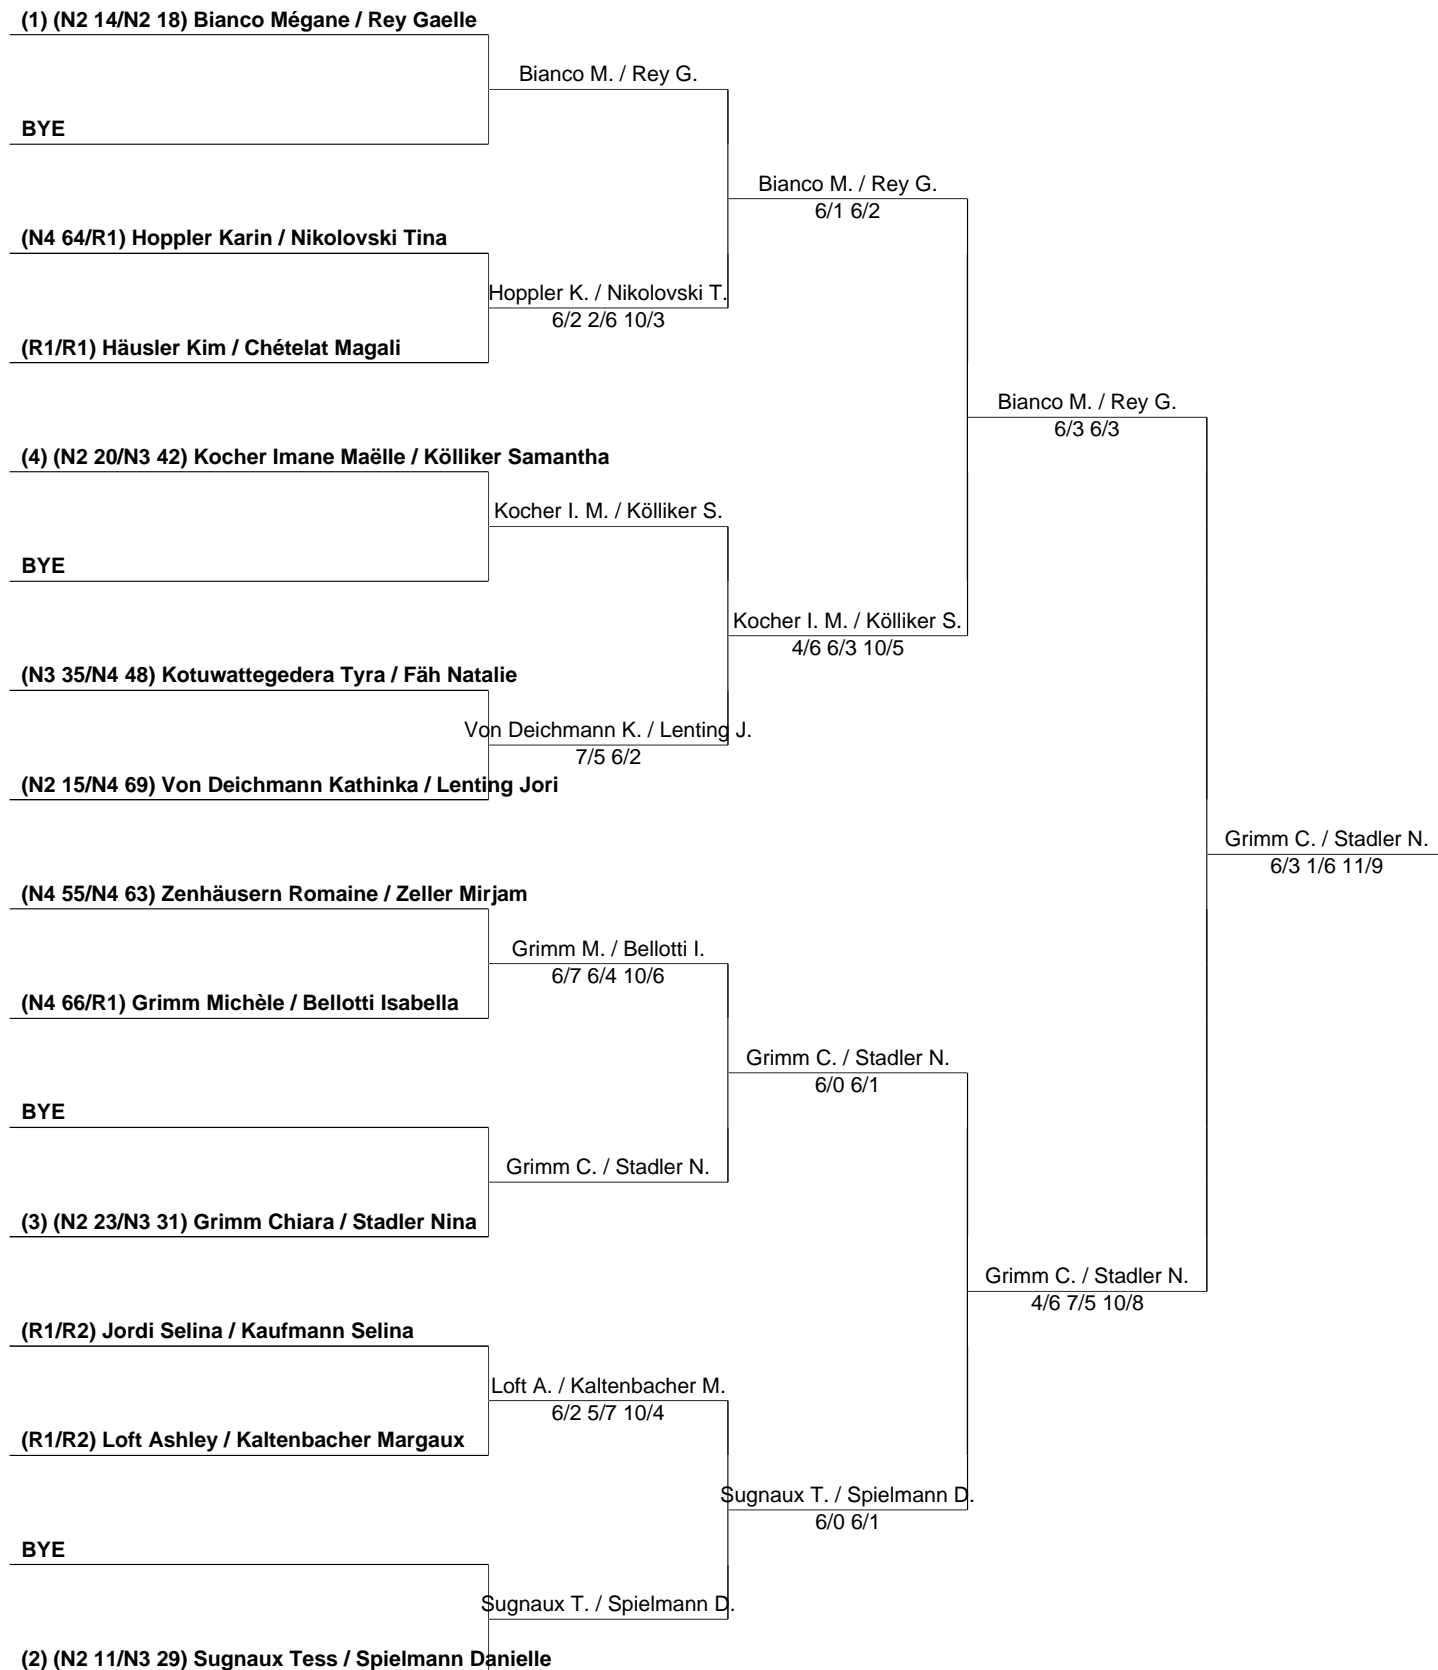 (1) (N2 14/N2 18) Bianco Mégane / Rey Gaelle
Bianco M. / Rey G.
BYE
Bianco M. / Rey G.
6/1 6/2
(N4 64/R1) Hoppler Karin / Nikolovski Tina
Hoppler K. / Nikolovski T.
6/2 2/6 10/3
(R1/R1) Häusler Kim / Chételat Magali
Bianco M. / Rey G.
6/3 6/3
(4) (N2 20/N3 42) Kocher Imane Maëlle / Kölliker Samantha
Kocher I. M. / Kölliker S.
BYE
Kocher I. M. / Kölliker S.
4/6 6/3 10/5
(N3 35/N4 48) Kotuwattegedera Tyra / Fäh Natalie
Von Deichmann K. / Lenting J.
7/5 6/2
(N2 15/N4 69) Von Deichmann Kathinka / Lenting Jori
Grimm C. / Stadler N.
6/3 1/6 11/9
(N4 55/N4 63) Zenhäusern Romaine / Zeller Mirjam
Grimm M. / Bellotti I.
6/7 6/4 10/6
(N4 66/R1) Grimm Michèle / Bellotti Isabella
Grimm C. / Stadler N.
6/0 6/1
BYE
Grimm C. / Stadler N.
(3) (N2 23/N3 31) Grimm Chiara / Stadler Nina
Grimm C. / Stadler N.
4/6 7/5 10/8
(R1/R2) Jordi Selina / Kaufmann Selina
Loft A. / Kaltenbacher M.
6/2 5/7 10/4
(R1/R2) Loft Ashley / Kaltenbacher Margaux
Sugnaux T. / Spielmann D.
6/0 6/1
BYE
Sugnaux T. / Spielmann D.
(2) (N2 11/N3 29) Sugnaux Tess / Spielmann Danielle